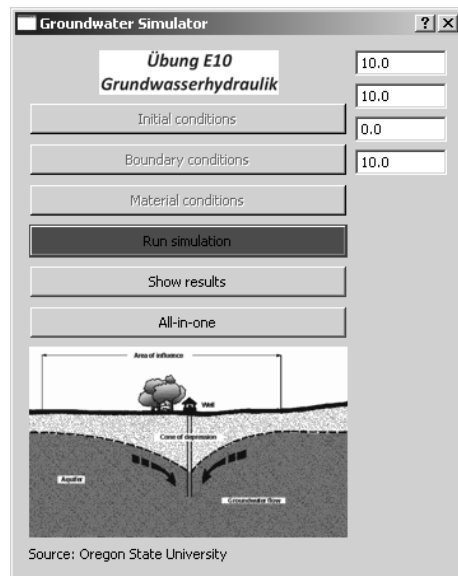 Groundwater Simulator
Übung E10
Grundwasserhydraulik
10.0
10.0
0.0
10.0
Initial conditions
Boundary conditions
Material conditions
Run simulation
Show results
All-in-one
Area of influence
Well
Cone of depression
Aquifer
Groundwater flow
Source: Oregon State University